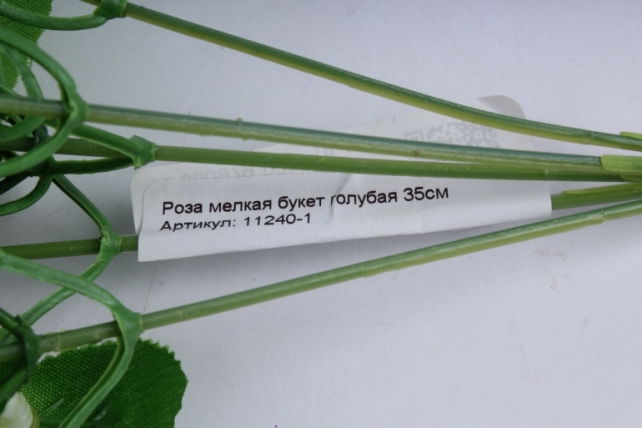 Роза мелкая букет голубая 35см
Артикул: 11240-1